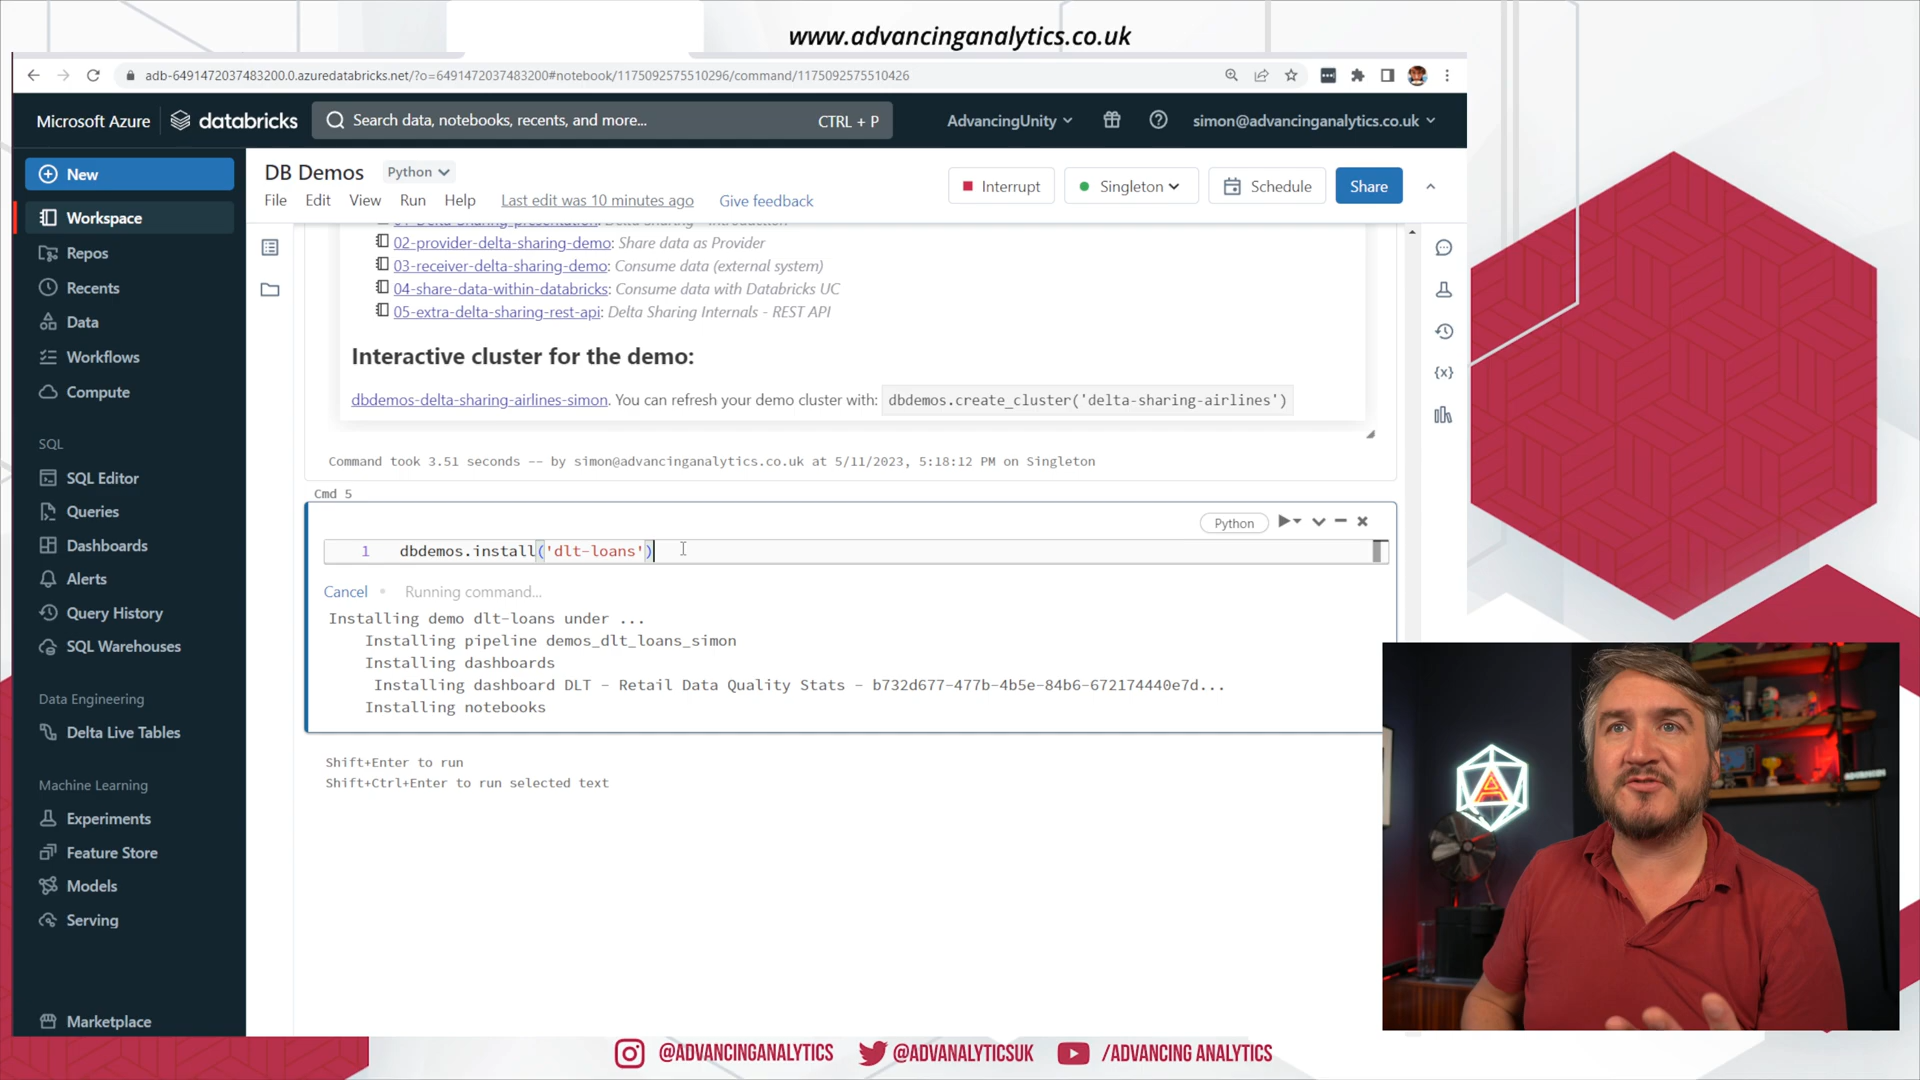 www.advancinganalytics.co.uk
adb-6491472037483200.0.azuredatabricks.net/?o=6491472037483200#notebook/1175092575510296/command/1175092575510426
Microsoft Azure
databricks
Search data, notebooks, recents, and more...
CTRL + P
AdvancingUnity
simon@advancinganalytics.co.uk
New
Workspace
Repos
Recents
Data
Workflows
Compute
SQL
SQL Editor
Queries
Dashboards
Alerts
Query History
SQL Warehouses
Data Engineering
Delta Live Tables
Machine Learning
Experiments
Feature Store
Models
Serving
Marketplace
DB Demos
Python
File
Edit
View
Run
Help
Last edit was 10 minutes ago
Give feedback
Interrupt
Singleton
Schedule
Share
01-Delta-Sharing-presentation: Delta Sharing - Introduction
02-provider-delta-sharing-demo: Share data as Provider
03-receiver-delta-sharing-demo: Consume data (external system)
04-share-data-within-databricks: Consume data with Databricks UC
05-extra-delta-sharing-rest-api: Delta Sharing Internals - REST API
Interactive cluster for the demo:
dbdemos-delta-sharing-airlines-simon. You can refresh your demo cluster with: dbdemos.create_cluster('delta-sharing-airlines')
Command took 3.51 seconds -- by simon@advancinganalytics.co.uk at 5/11/2023, 5:18:12 PM on Singleton
Cmd 5
Python
1 dbdemos.install('dlt-loans')
Cancel
Running command...
Installing demo dlt-loans under ...
Installing pipeline demos_dlt_loans_simon
Installing dashboards
Installing dashboard DLT - Retail Data Quality Stats - b732d677-477b-4b5e-84b6-672174440e7d...
Installing notebooks
Shift+Enter to run
Shift+Ctrl+Enter to run selected text
A
@ADVANCINGANALYTICS
@ADVANALYTICSUK
/ADVANCING ANALYTICS